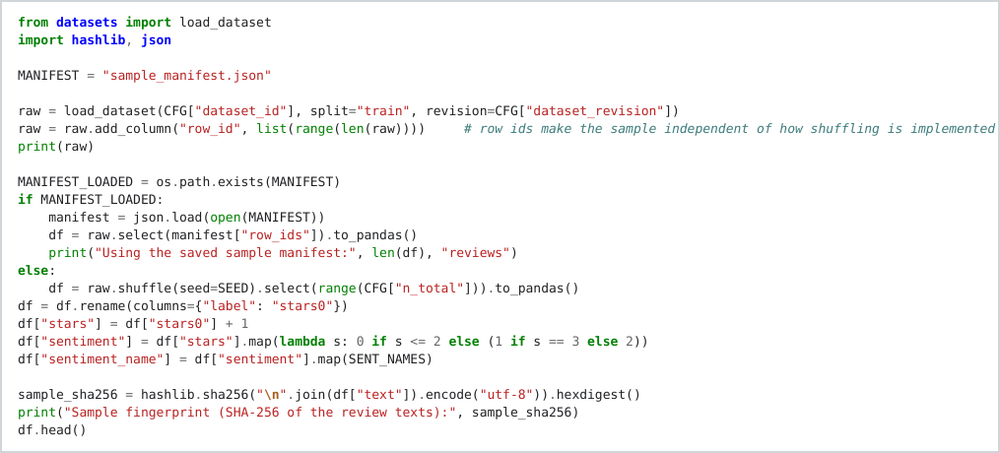 from datasets import load_dataset
import hashlib, json

MANIFEST = "sample_manifest.json"

raw = load_dataset(CFG["dataset_id"], split="train", revision=CFG["dataset_revision"])
raw = raw.add_column("row_id", list(range(len(raw))))     # row ids make the sample independent of how shuffling is implemented
print(raw)

MANIFEST_LOADED = os.path.exists(MANIFEST)
if MANIFEST_LOADED:
    manifest = json.load(open(MANIFEST))
    df = raw.select(manifest["row_ids"]).to_pandas()
    print("Using the saved sample manifest:", len(df), "reviews")
else:
    df = raw.shuffle(seed=SEED).select(range(CFG["n_total"])).to_pandas()
df = df.rename(columns={"label": "stars0"})
df["stars"] = df["stars0"] + 1
df["sentiment"] = df["stars"].map(lambda s: 0 if s <= 2 else (1 if s == 3 else 2))
df["sentiment_name"] = df["sentiment"].map(SENT_NAMES)

sample_sha256 = hashlib.sha256("\n".join(df["text"]).encode("utf-8")).hexdigest()
print("Sample fingerprint (SHA-256 of the review texts):", sample_sha256)
df.head()